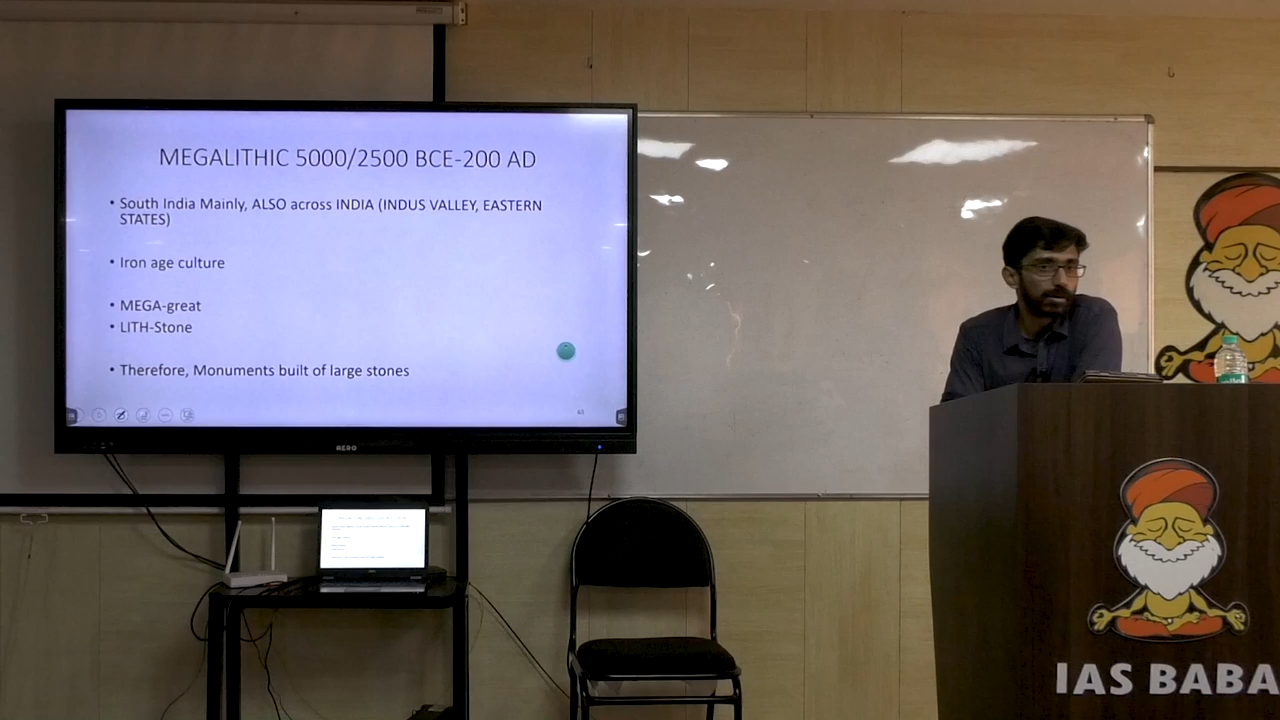 MEGALITHIC 5000/2500 BCE-200 AD
• South India Mainly, ALSO across INDIA (INDUS VALLEY, EASTERN
STATES)
• Iron age culture
• MEGA-great
• LITH-Stone
• Therefore, Monuments built of large stones
AERO
IAS BABA